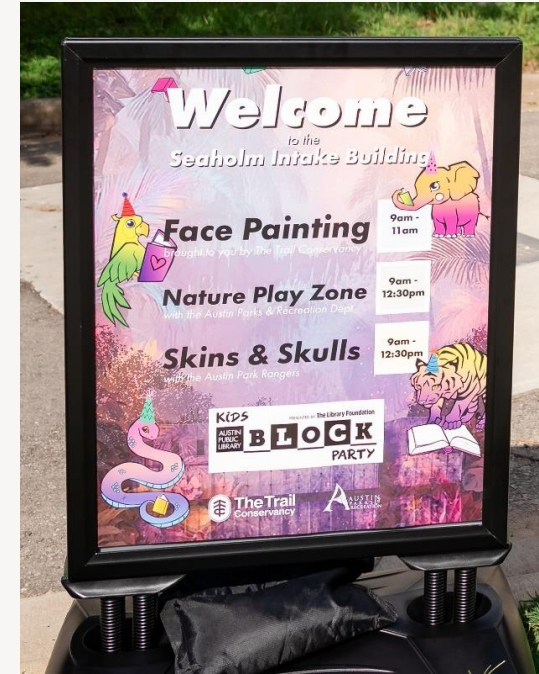 Welcome
to the
Seaholm Intake Building
Face Painting
brought to you by The Trail Conservancy
9am -
11am
Nature Play Zone
with the Austin Parks & Recreation Dept
9am -
12:30pm
Skins & Skulls
with the Austin Park Rangers
9am -
12:30pm
KiDS
PRESENTED BY The Library Foundation
AUSTIN
PUBLIC
LIBRARY
BLOCK
PARTY
The Trail
Conservancy
AUSTIN
PARKS
RECREATION